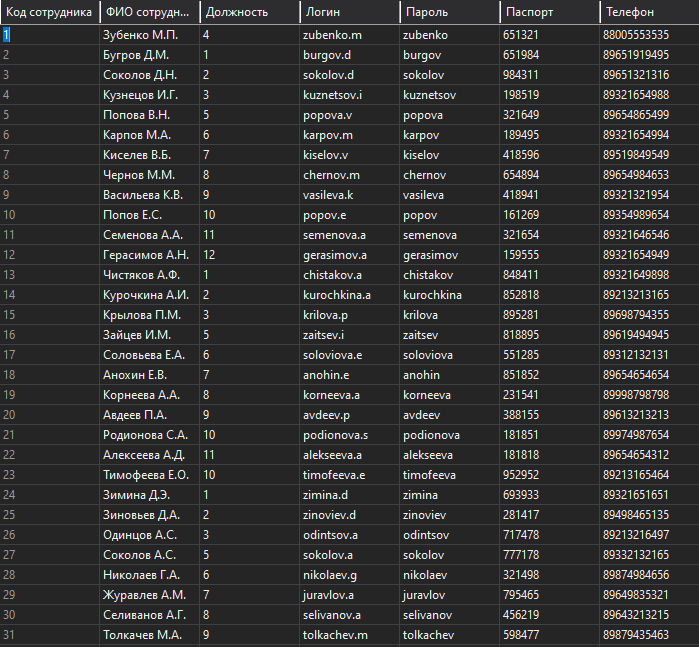 Код сотрудника ФИО сотрудн... Должность Логин Пароль Паспорт Телефон
1 Зубенко М.П. 4 zubenko.m zubenko 651321 88005553535
2 Бугров Д.М. 1 burgov.d burgov 651984 89651919495
3 Соколов Д.Н. 2 sokolov.d sokolov 984311 89651321316
4 Кузнецов И.Г. 3 kuznetsov.i kuznetsov 198519 89321654988
5 Попова В.Н. 5 popova.v popova 321649 89654865499
6 Карпов М.А. 6 karpov.m karpov 189495 89321654994
7 Киселев В.Б. 7 kiselov.v kiselov 418596 89519849549
8 Чернов М.М. 8 chernov.m chernov 654894 89654984653
9 Васильева К.В. 9 vasileva.k vasileva 418941 89321321954
10 Попов Е.С. 10 popov.e popov 161269 89354989654
11 Семенова А.А. 11 semenova.a semenova 321654 89321646546
12 Герасимов А.Н. 12 gerasimov.a gerasimov 159555 89321654949
13 Чистяков А.Ф. 1 chistakov.a chistakov 848411 89321649898
14 Курочкина А.И. 2 kurochkina.a kurochkina 852818 89213213165
15 Крылова П.М. 3 krilova.p krilova 895281 89698794355
16 Зайцев И.М. 5 zaitsev.i zaitsev 818895 89619494945
17 Соловьева Е.А. 6 soloviova.e soloviova 551285 89312132131
18 Анохин Е.В. 7 anohin.e anohin 851852 89654654654
19 Корнеева А.А. 8 korneeva.a korneeva 231541 89998798798
20 Авдеев П.А. 9 avdeev.p avdeev 388155 89613213213
21 Родионова С.А. 10 podionova.s podionova 181851 89974987654
22 Алексеева А.Д. 11 alekseeva.a alekseeva 181818 89654654312
23 Тимофеева Е.О. 10 timofeeva.e timofeeva 952952 89213165464
24 Зимина Д.Э. 1 zimina.d zimina 693933 89321651651
25 Зиновьев Д.А. 2 zinoviev.d zinoviev 281417 89498465135
26 Одинцов А.С. 3 odintsov.a odintsov 717478 89213216497
27 Соколов А.С. 5 sokolov.a sokolov 777178 89332132165
28 Николаев Г.А. 6 nikolaev.g nikolaev 321498 89874984656
29 Журавлев А.М. 7 juravlov.a juravlov 795465 89649835321
30 Селиванов А.Г. 8 selivanov.a selivanov 456219 89643213215
31 Толкачев М.А. 9 tolkachev.m tolkachev 598477 89879435463